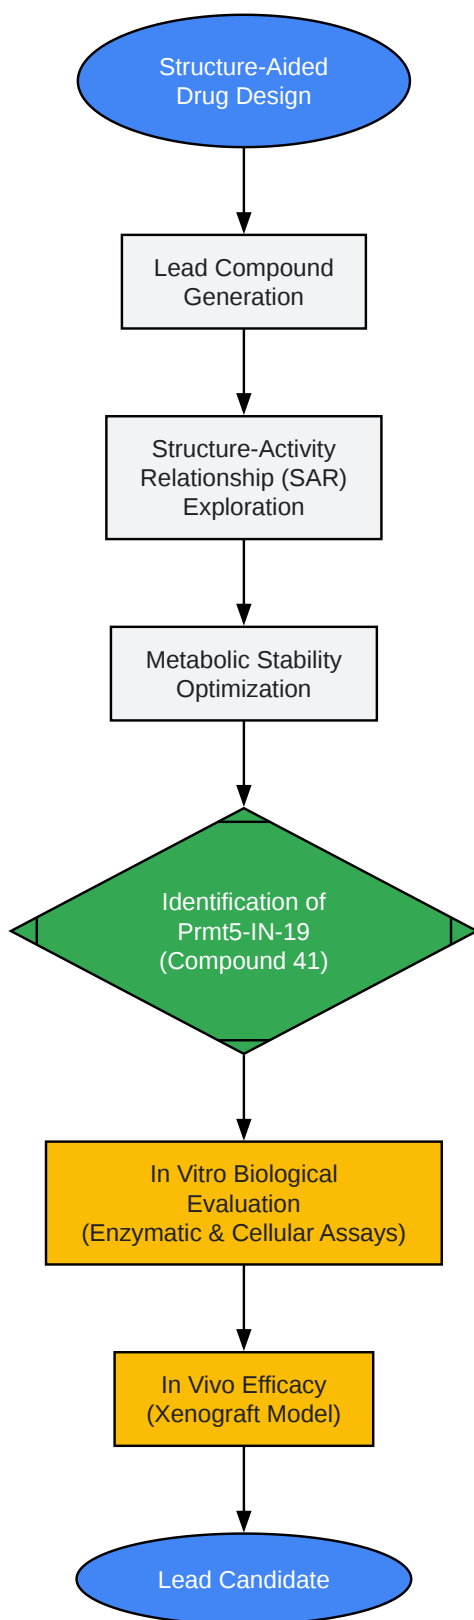 Structure-Aided
Drug Design
Lead Compound
Generation
Structure-Activity
Relationship (SAR)
Exploration
Metabolic Stability
Optimization
Identification of
Prmt5-IN-19
(Compound 41)
In Vitro Biological
Evaluation
(Enzymatic & Cellular Assays)
In Vivo Efficacy
(Xenograft Model)
Lead Candidate